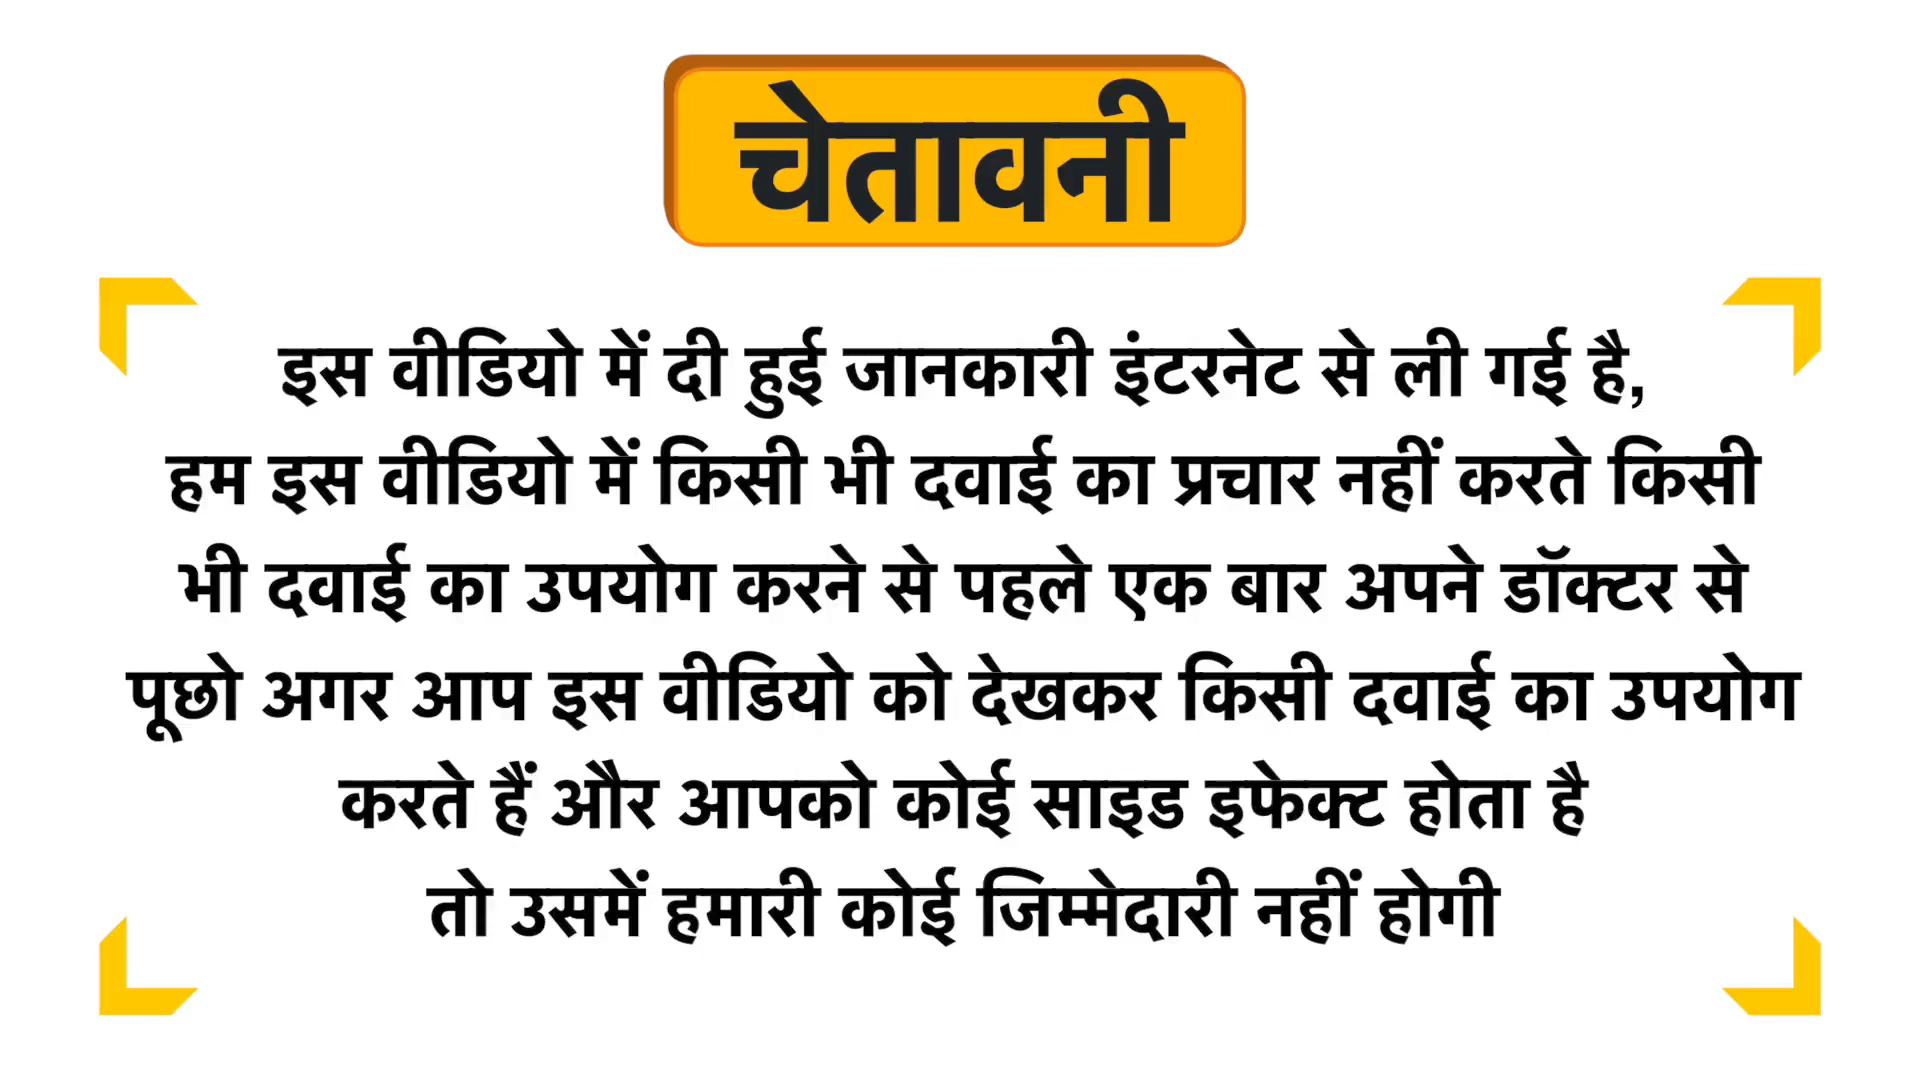 चेतावनी
इस वीडियो में दी हुई जानकारी इंटरनेट से ली गई है,
हम इस वीडियो में किसी भी दवाई का प्रचार नहीं करते किसी
भी दवाई का उपयोग करने से पहले एक बार अपने डॉक्टर से
पूछो अगर आप इस वीडियो को देखकर किसी दवाई का उपयोग
करते हैं और आपको कोई साइड इफेक्ट होता है
तो उसमें हमारी कोई जिम्मेदारी नहीं होगी